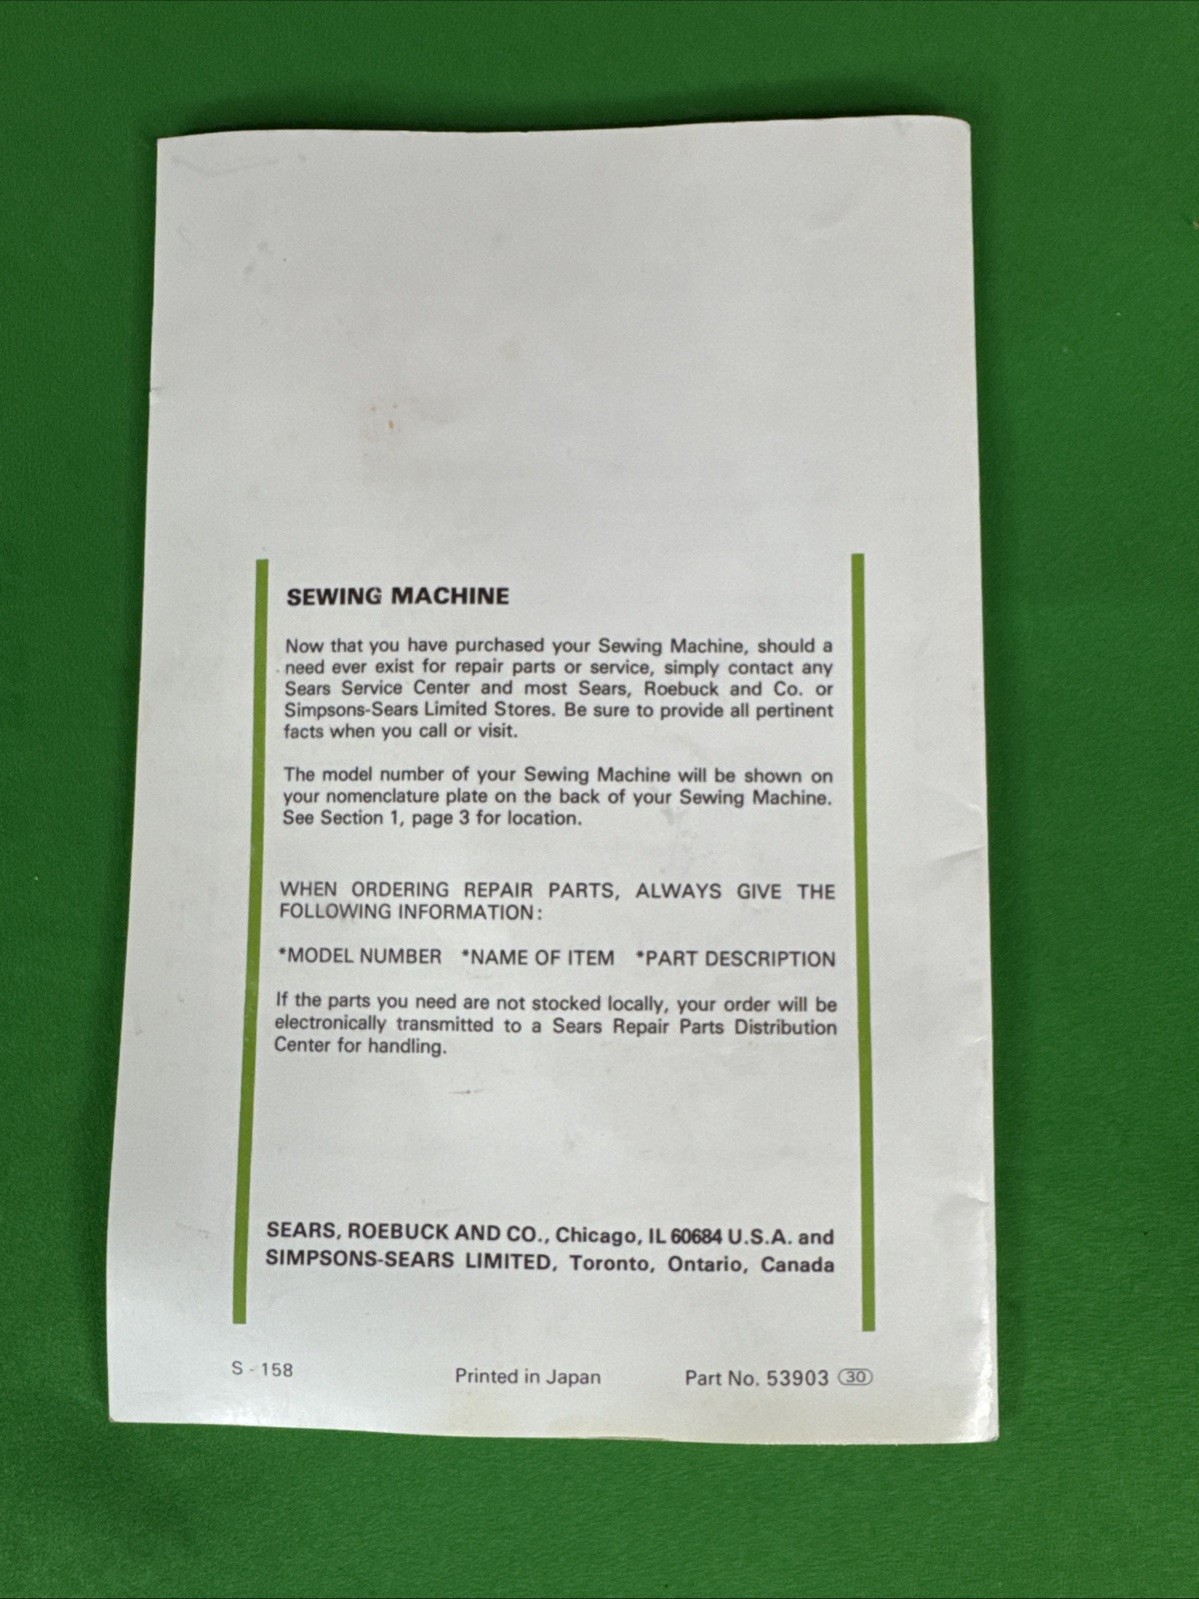 SEWING MACHINE
Now that you have purchased your Sewing Machine, should a
need ever exist for repair parts or service, simply contact any
Sears Service Center and most Sears, Roebuck and Co. or
Simpsons-Sears Limited Stores. Be sure to provide all pertinent
facts when you call or visit.
The model number of your Sewing Machine will be shown on
your nomenclature plate on the back of your Sewing Machine.
See Section 1, page 3 for location.
WHEN ORDERING REPAIR PARTS, ALWAYS GIVE THE
FOLLOWING INFORMATION:
*MODEL NUMBER *NAME OF ITEM *PART DESCRIPTION
If the parts you need are not stocked locally, your order will be
electronically transmitted to a Sears Repair Parts Distribution
Center for handling.
SEARS, ROEBUCK AND CO., Chicago, IL 60684 U.S.A. and
SIMPSONS-SEARS LIMITED, Toronto, Ontario, Canada
S - 158 Printed in Japan Part No. 53903 30